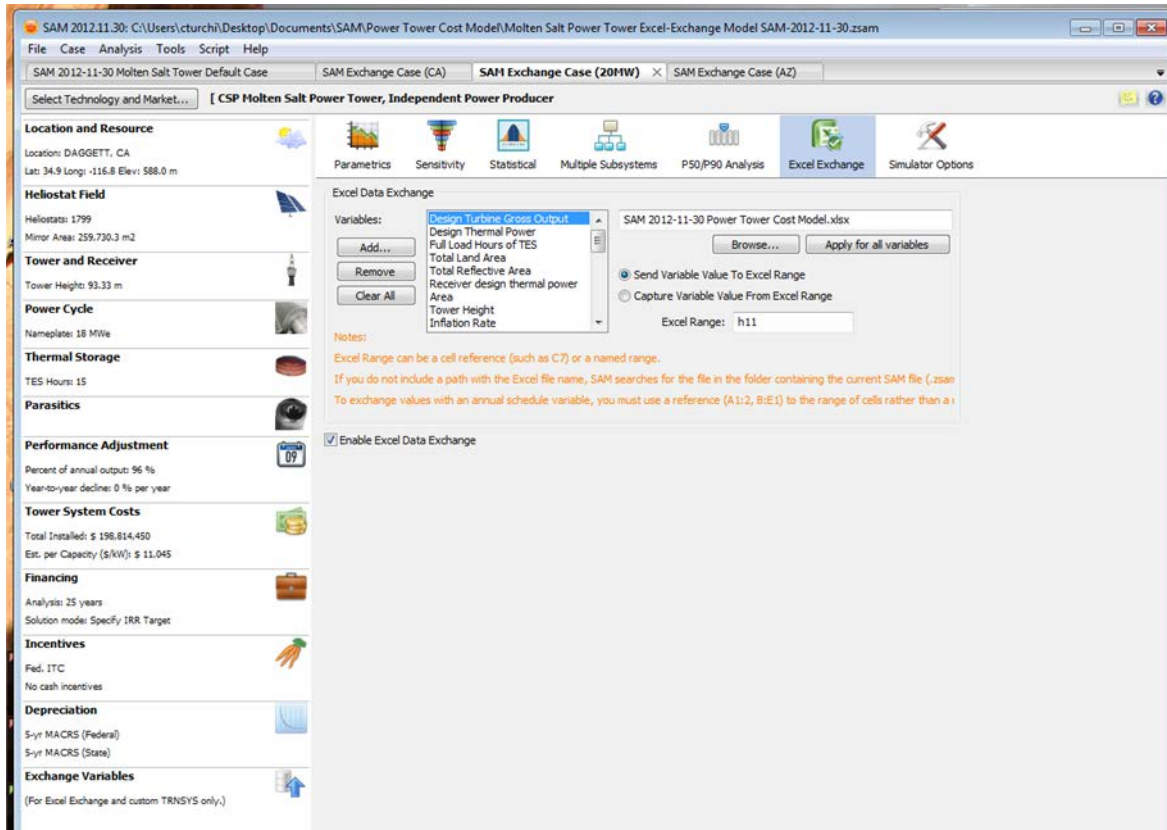 SAM 2012.11.30: C:\Users\cturchi\Desktop\Documents\SAM\Power Tower Cost Model\Molten Salt Power Tower Excel-Exchange Model SAM-2012-11-30.zsam
File Case Analysis Tools Script Help
SAM 2012-11-30 Molten Salt Tower Default Case SAM Exchange Case (CA) SAM Exchange Case (20MW) SAM Exchange Case (AZ)
Select Technology and Market... [ CSP Molten Salt Power Tower, Independent Power Producer
Location and Resource
Location: DAGGETT, CA
Lat: 34.9 Long: -116.8 Elev: 588.0 m
Heliostat Field
Heliostats: 1799
Mirror Area: 259,730.3 m2
Tower and Receiver
Tower Height: 93.33 m
Power Cycle
Nameplate: 18 MWe
Thermal Storage
TES Hours: 15
Parasitics
Performance Adjustment
09
Percent of annual output: 96 %
Year-to-year decline: 0 % per year
Tower System Costs
Total Installed: $ 198,814,450
Est. per Capacity ($/kW): $ 11,045
Financing
Analysis: 25 years
Solution mode: Specify IRR Target
Incentives
Fed. ITC
No cash incentives
Depreciation
5-yr MACRS (Federal)
5-yr MACRS (State)
Exchange Variables
(For Excel Exchange and custom TRNSYS only.)
Parametrics Sensitivity Statistical Multiple Subsystems P50/P90 Analysis Excel Exchange Simulator Options
Excel Data Exchange
Variables:
Add...
Remove
Clear All
Design Turbine Gross Output
Design Thermal Power
Full Load Hours of TES
Total Land Area
Total Reflective Area
Receiver design thermal power
Area
Tower Height
Inflation Rate
SAM 2012-11-30 Power Tower Cost Model.xlsx
Browse... Apply for all variables
Send Variable Value To Excel Range
Capture Variable Value From Excel Range
Excel Range: h11
Notes:
Excel Range can be a cell reference (such as C7) or a named range.
If you do not include a path with the Excel file name, SAM searches for the file in the folder containing the current SAM file (.zsam
To exchange values with an annual schedule variable, you must use a reference (A1:2, B:E1) to the range of cells rather than a
Enable Excel Data Exchange